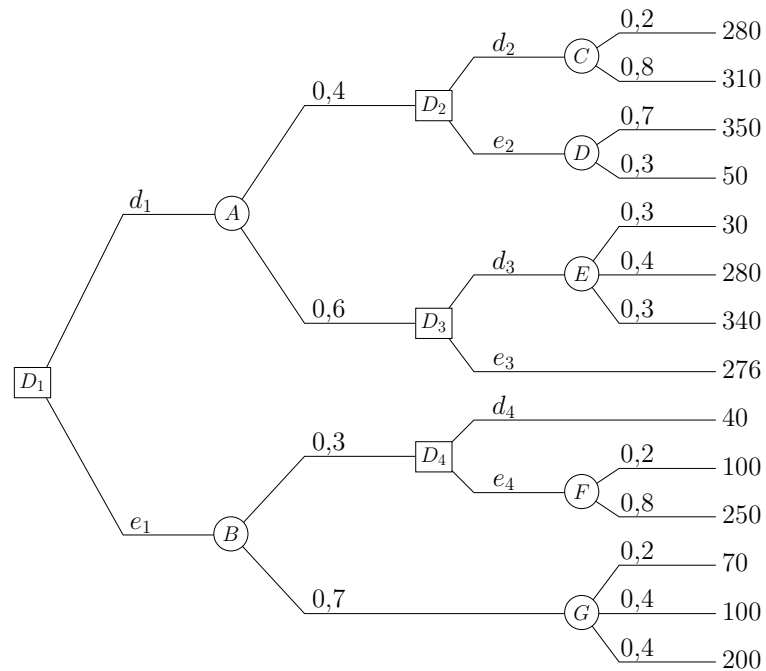 0,2 280
d₂ C
0,8 310
0,4 D₂
0,7 350
e₂ D
0,3 50
d₁ A
0,3 30
d₃ E 0,4 280
0,6 D₃ 0,3 340
e₃ 276
D₁
d₄ 40
0,3 D₄
0,2 100
e₄ F
0,8 250
e₁ B
0,2 70
0,7 G 0,4 100
0,4 200